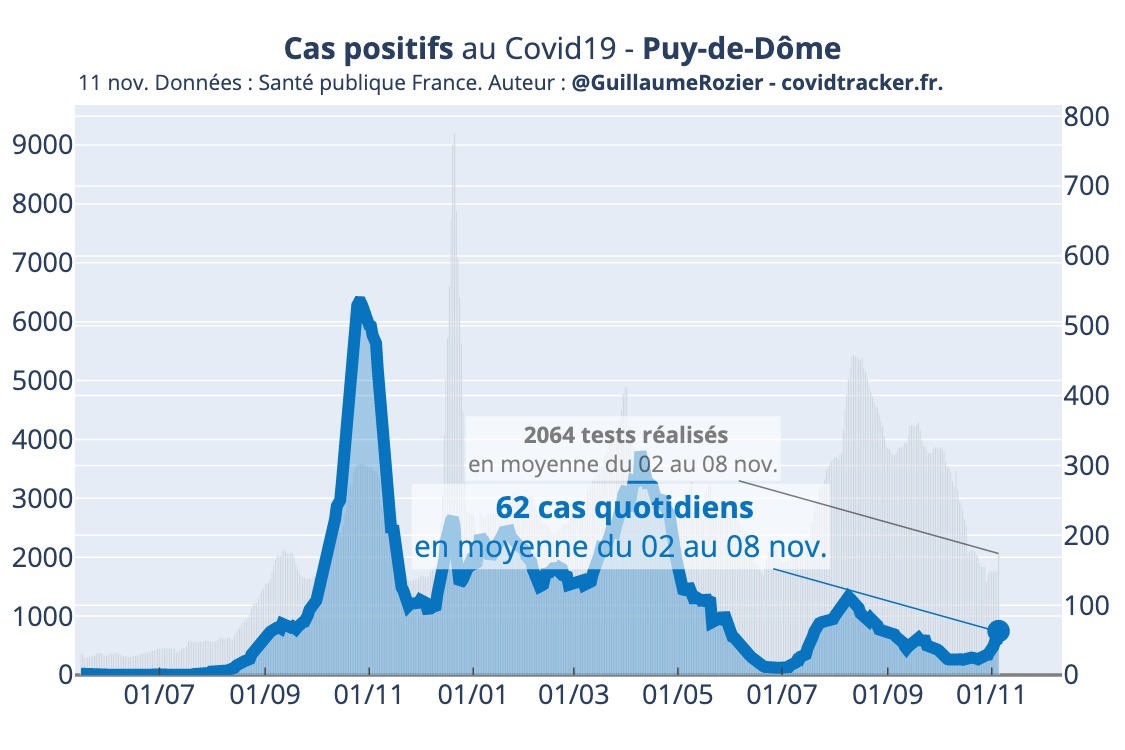 Cas positifs au Covid19 - Puy-de-Dôme
11 nov. Données : Santé publique France. Auteur : @GuillaumeRozier - covidtracker.fr.
9000
8000
7000
6000
5000
4000
3000
2000
1000
0
800
700
600
500
400
300
200
100
0
2064 tests réalisés
en moyenne du 02 au 08 nov.
62 cas quotidiens
en moyenne du 02 au 08 nov.
01/07 01/09 01/11 01/01 01/03 01/05 01/07 01/09 01/11